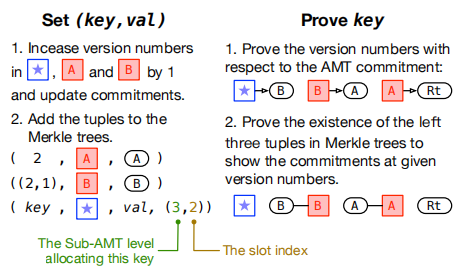 Set (key,val)
1. Incease version numbers
in ★ , A and B by 1
and update commitments.
2. Add the tuples to the
Merkle trees.
( 2 , A , A )
((2,1), B , B )
( key , ★ , val, (3,2))
The Sub-AMT level
allocating this key
The slot index
Prove key
1. Prove the version numbers with
respect to the AMT commitment:
★ B B A A Rt
2. Prove the existence of the left
three tuples in Merkle trees to
show the commitments at given
version numbers.
★ B B A A Rt